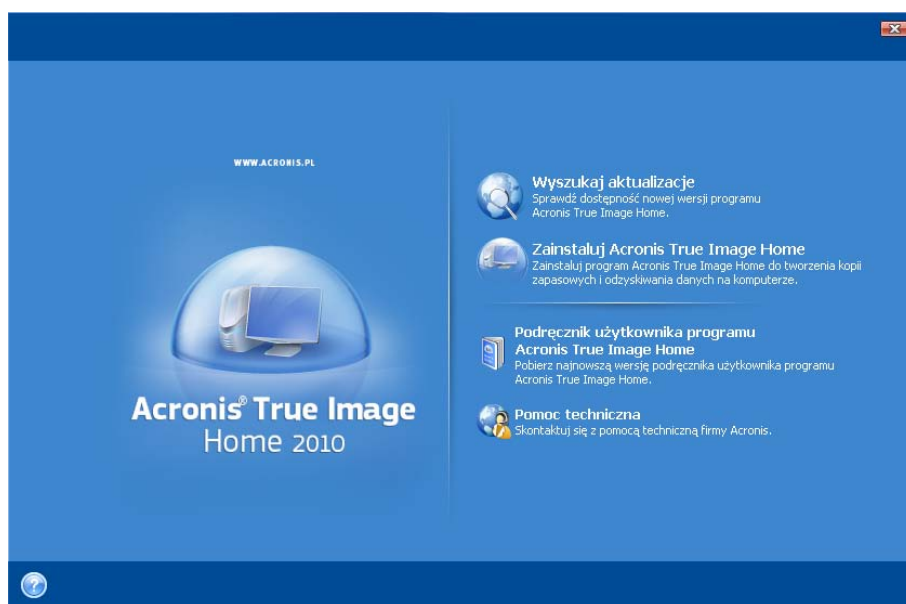 WWW.ACRONIS.PL
Acronis® True Image
Home 2010
Wyszukaj aktualizacje
Sprawdź dostępność nowej wersji programu
Acronis True Image Home.
Zainstaluj Acronis True Image Home
Zainstaluj program Acronis True Image Home do tworzenia kopii
zapasowych i odzyskiwania danych na komputerze.
Podręcznik użytkownika programu
Acronis True Image Home
Pobierz najnowszą wersję podręcznika użytkownika programu
Acronis True Image Home.
Pomoc techniczna
Skontaktuj się z pomocą techniczną firmy Acronis.
?